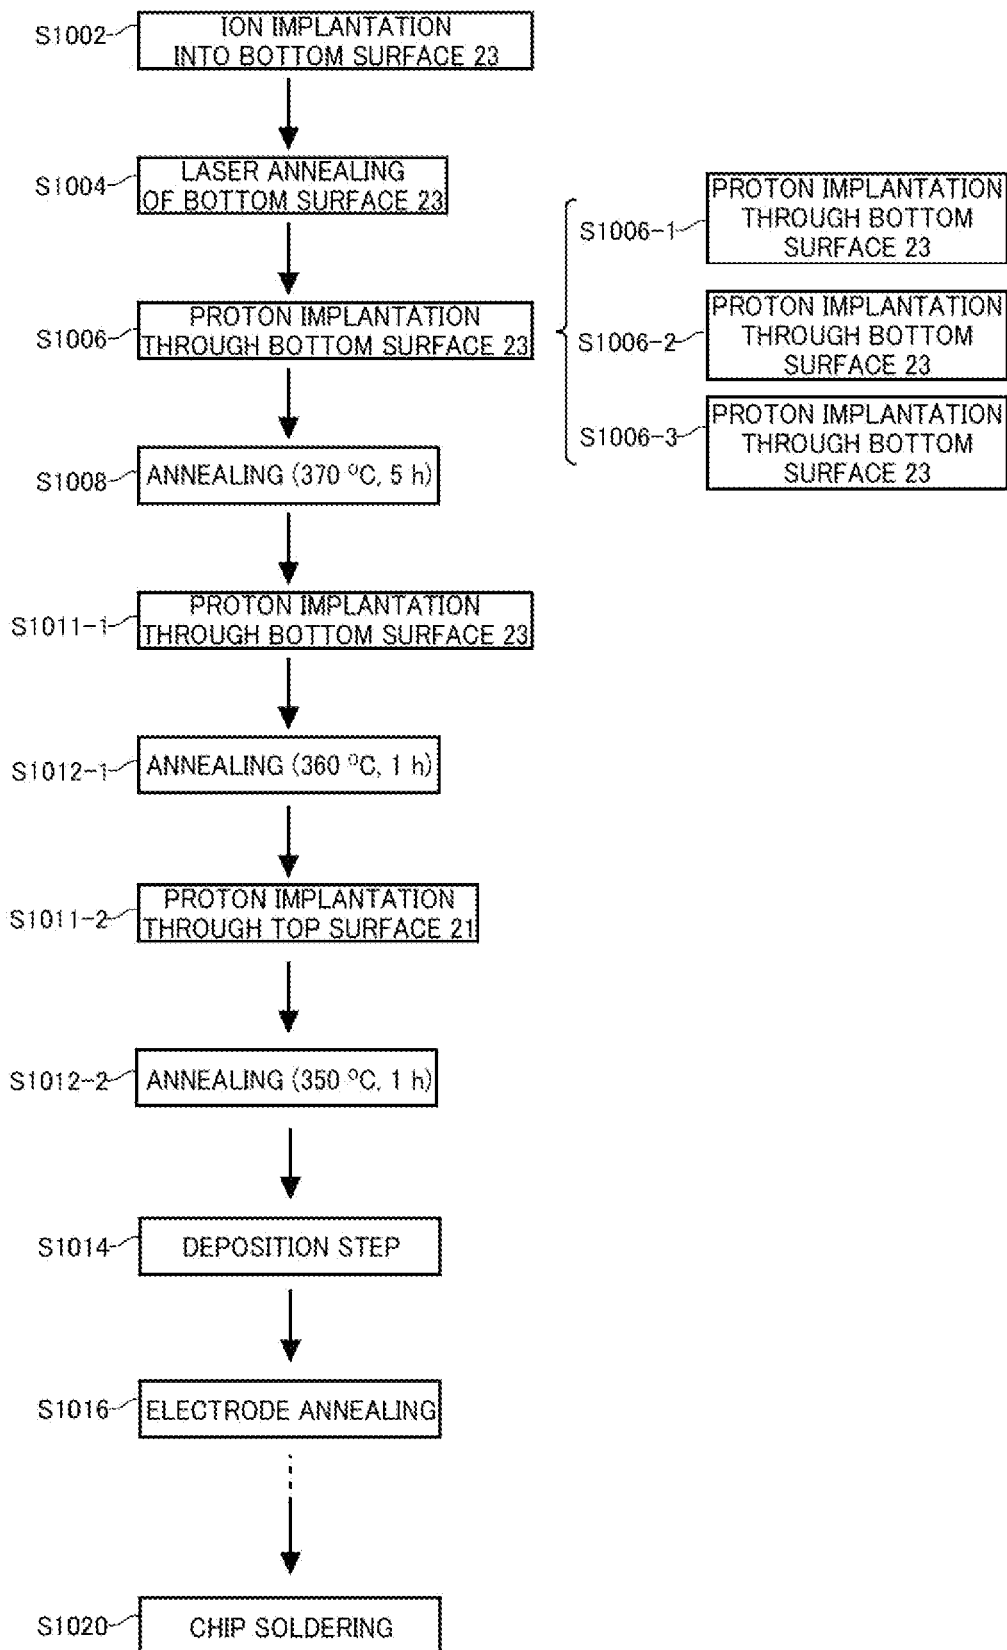 S1002
ION IMPLANTATION
INTO BOTTOM SURFACE 23
S1004
LASER ANNEALING
OF BOTTOM SURFACE 23
S1006
PROTON IMPLANTATION
THROUGH BOTTOM SURFACE 23
S1006-1
PROTON IMPLANTATION
THROUGH BOTTOM
SURFACE 23
S1006-2
PROTON IMPLANTATION
THROUGH BOTTOM
SURFACE 23
S1006-3
PROTON IMPLANTATION
THROUGH BOTTOM
SURFACE 23
S1008
ANNEALING (370 °C, 5 h)
S1011-1
PROTON IMPLANTATION
THROUGH BOTTOM SURFACE 23
S1012-1
ANNEALING (360 °C, 1 h)
S1011-2
PROTON IMPLANTATION
THROUGH TOP SURFACE 21
S1012-2
ANNEALING (350 °C, 1 h)
S1014
DEPOSITION STEP
S1016
ELECTRODE ANNEALING
S1020
CHIP SOLDERING